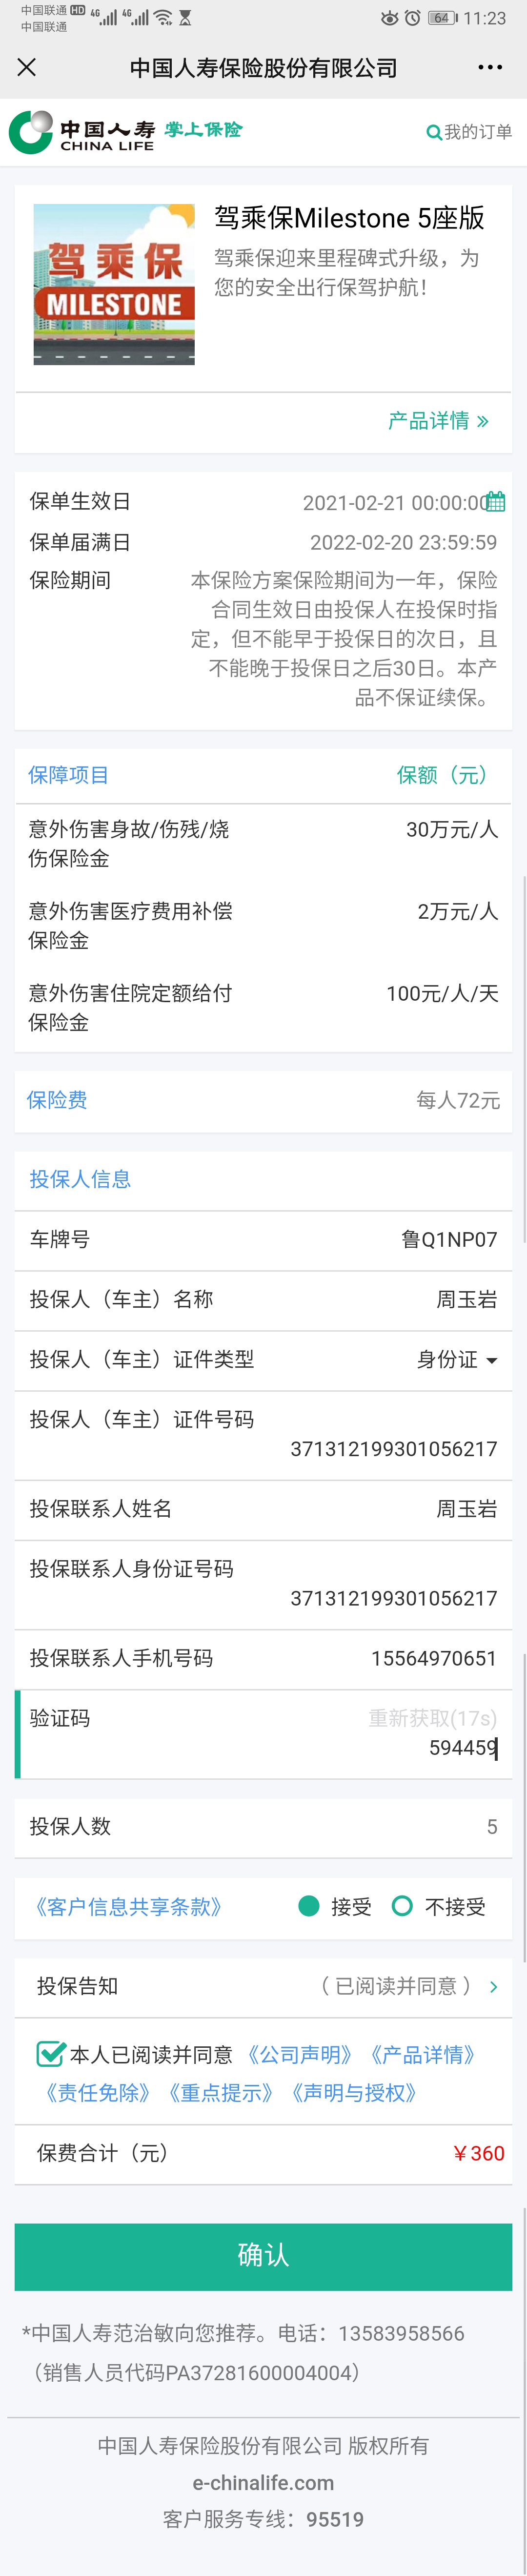 中国联通 HD 4G 4G 64 11:23
中国联通
中国人寿保险股份有限公司
中国人寿 掌上保险 我的订单
CHINA LIFE
驾乘保Milestone 5座版
驾乘保迎来里程碑式升级，为
您的安全出行保驾护航！
驾乘保
MILESTONE
产品详情
保单生效日 2021-02-21 00:00:00
保单届满日 2022-02-20 23:59:59
保险期间 本保险方案保险期间为一年，保险
合同生效日由投保人在投保时指
定，但不能早于投保日的次日，且
不能晚于投保日之后30日。本产
品不保证续保。
保障项目 保额（元）
意外伤害身故/伤残/烧 30万元/人
伤保险金
意外伤害医疗费用补偿 2万元/人
保险金
意外伤害住院定额给付 100元/人/天
保险金
保险费 每人72元
投保人信息
车牌号 鲁Q1NP07
投保人（车主）名称 周玉岩
投保人（车主）证件类型 身份证
投保人（车主）证件号码
371312199301056217
投保联系人姓名 周玉岩
投保联系人身份证号码
371312199301056217
投保联系人手机号码 15564970651
验证码 重新获取(17s)
594459
投保人数 5
《客户信息共享条款》 接受 不接受
投保告知 （ 已阅读并同意 ）
本人已阅读并同意 《公司声明》 《产品详情》
《责任免除》 《重点提示》 《声明与授权》
保费合计（元） ￥360
确认
*中国人寿范治敏向您推荐。电话：13583958566
（销售人员代码PA37281600004004）
中国人寿保险股份有限公司 版权所有
e-chinalife.com
客户服务专线：95519